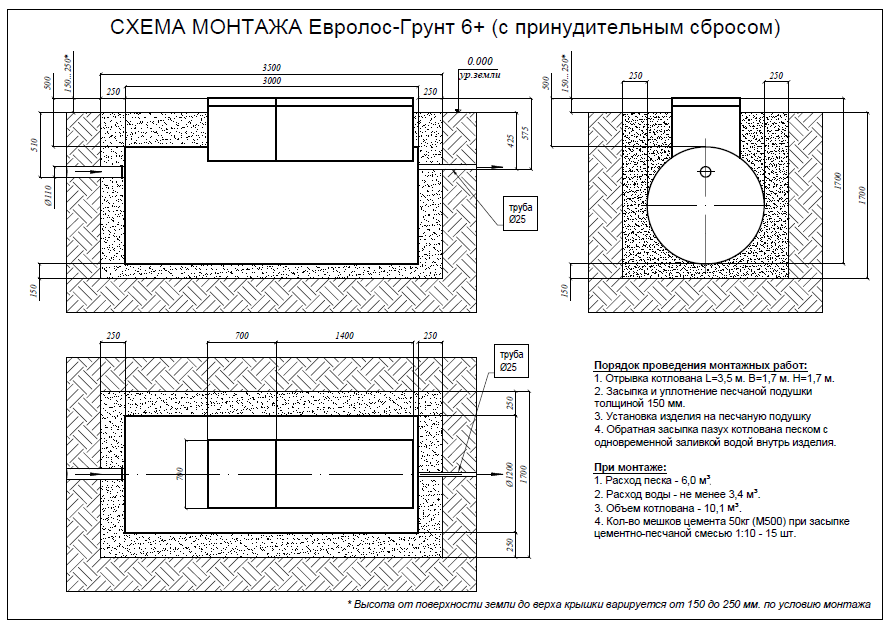 СХЕМА МОНТАЖА Евролос-Грунт 6+ (с принудительным сбросом)
500
150...250*
3500
3000
250
250
0.000
ур.земли
510
Ø110
425
575
труба
Ø25
150
500
150...250*
250
250
1700
1700
150
250
700
1400
250
труба
Ø25
700
250
Ø1200
1700
250
Порядок проведения монтажных работ:
1. Отрывка котлована L=3,5 м. В=1,7 м. Н=1,7 м.
2. Засыпка и уплотнение песчаной подушки
толщиной 150 мм.
3. Установка изделия на песчаную подушку
4. Обратная засыпка пазух котлована песком с
одновременной заливкой водой внутрь изделия.
При монтаже:
1. Расход песка - 6,0 м³.
2. Расход воды - не менее 3,4 м³.
3. Объем котлована - 10,1 м³.
4. Кол-во мешков цемента 50кг (М500) при засыпке
цементно-песчаной смесью 1:10 - 15 шт.
* Высота от поверхности земли до верха крышки варируется от 150 до 250 мм. по условию монтажа